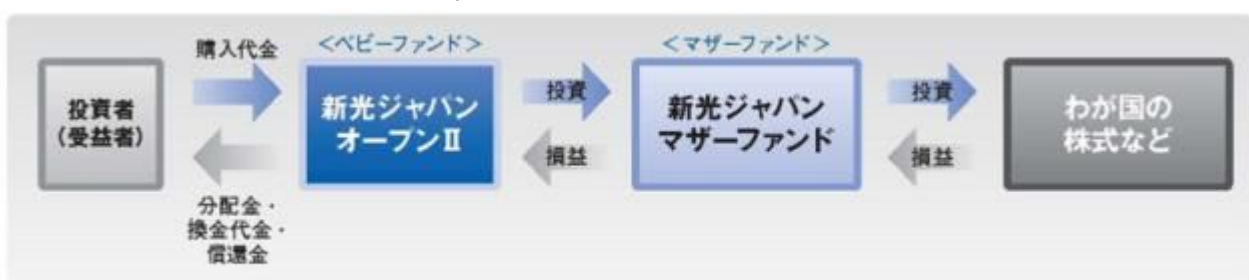 購入代金
<ベビーファンド>
<マザーファンド>
投資者
(受益者)
新光ジャパン
オープンⅡ
投資
損益
新光ジャパン
マザーファンド
投資
損益
わが国の
株式など
分配金・
換金代金・
償還金